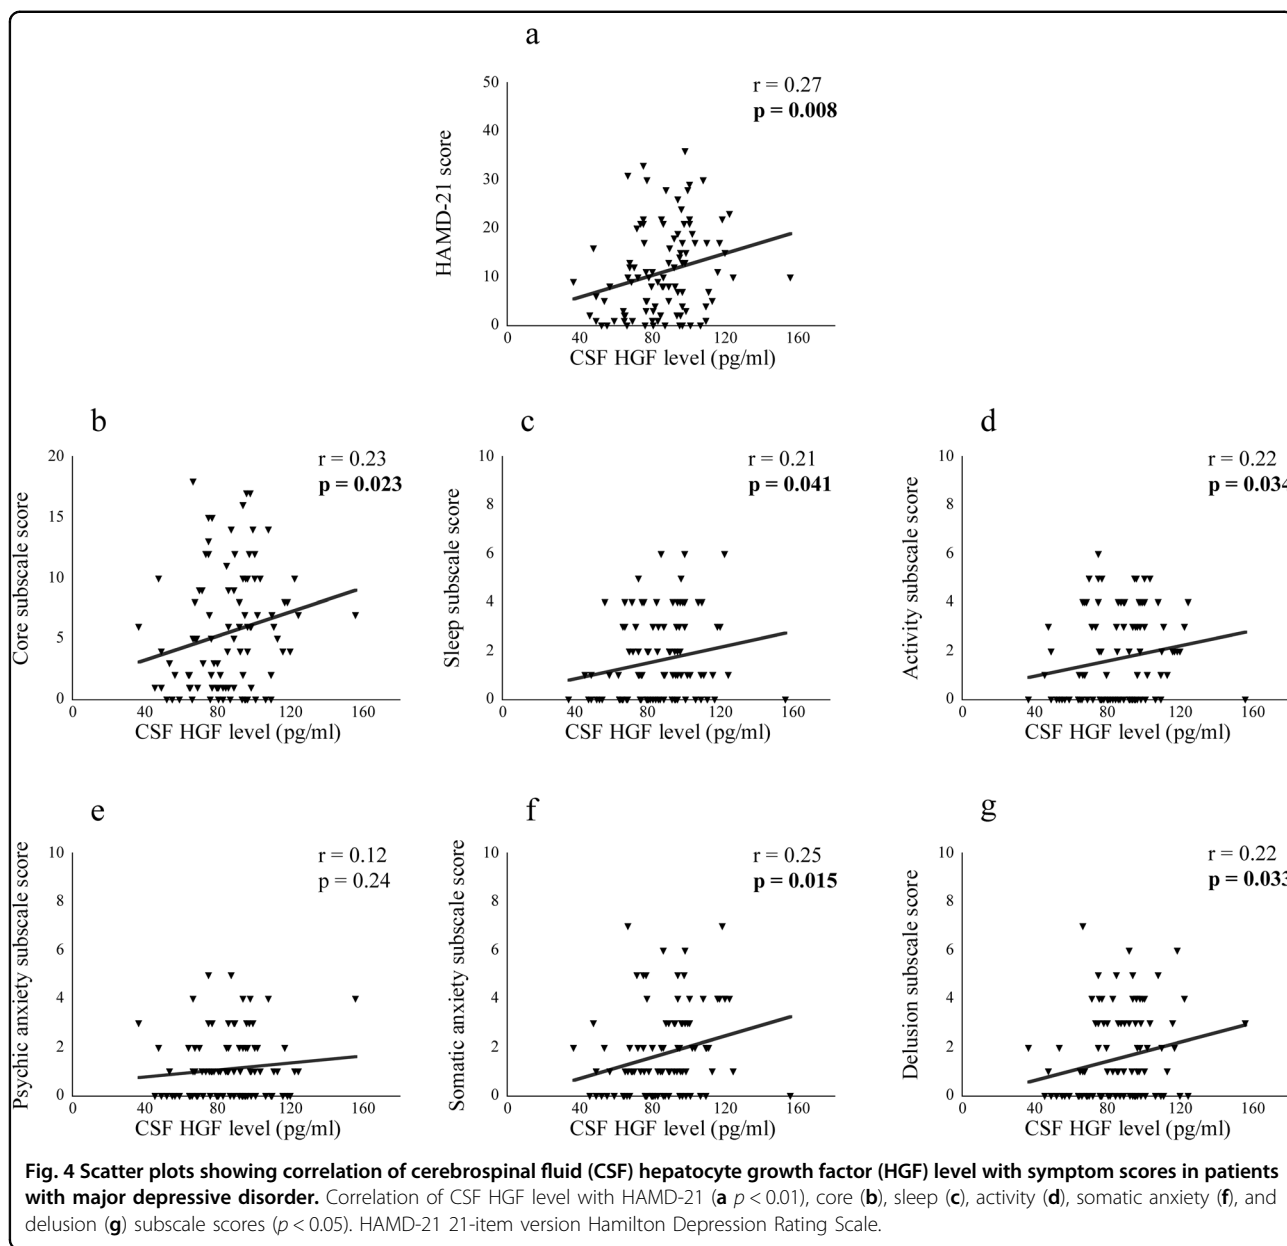 a
r = 0.27
p = 0.008
HAMD-21 score
50
40
30
20
10
0
0 40 80 120 160
CSF HGF level (pg/ml)
b
r = 0.23
p = 0.023
Core subscale score
20
15
10
5
0
0 40 80 120 160
CSF HGF level (pg/ml)
c
r = 0.21
p = 0.041
Sleep subscale score
10
8
6
4
2
0
0 40 80 120 160
CSF HGF level (pg/ml)
d
r = 0.22
p = 0.034
Activity subscale score
10
8
6
4
2
0
0 40 80 120 160
CSF HGF level (pg/ml)
e
r = 0.12
p = 0.24
Psychic anxiety subscale score
10
8
6
4
2
0
0 40 80 120 160
CSF HGF level (pg/ml)
f
r = 0.25
p = 0.015
Somatic anxiety subscale score
10
8
6
4
2
0
0 40 80 120 160
CSF HGF level (pg/ml)
g
r = 0.22
p = 0.033
Delusion subscale score
10
8
6
4
2
0
0 40 80 120 160
CSF HGF level (pg/ml)
Fig. 4 Scatter plots showing correlation of cerebrospinal fluid (CSF) hepatocyte growth factor (HGF) level with symptom scores in patients
with major depressive disorder. Correlation of CSF HGF level with HAMD-21 (a p < 0.01), core (b), sleep (c), activity (d), somatic anxiety (f), and
delusion (g) subscale scores (p < 0.05). HAMD-21 21-item version Hamilton Depression Rating Scale.